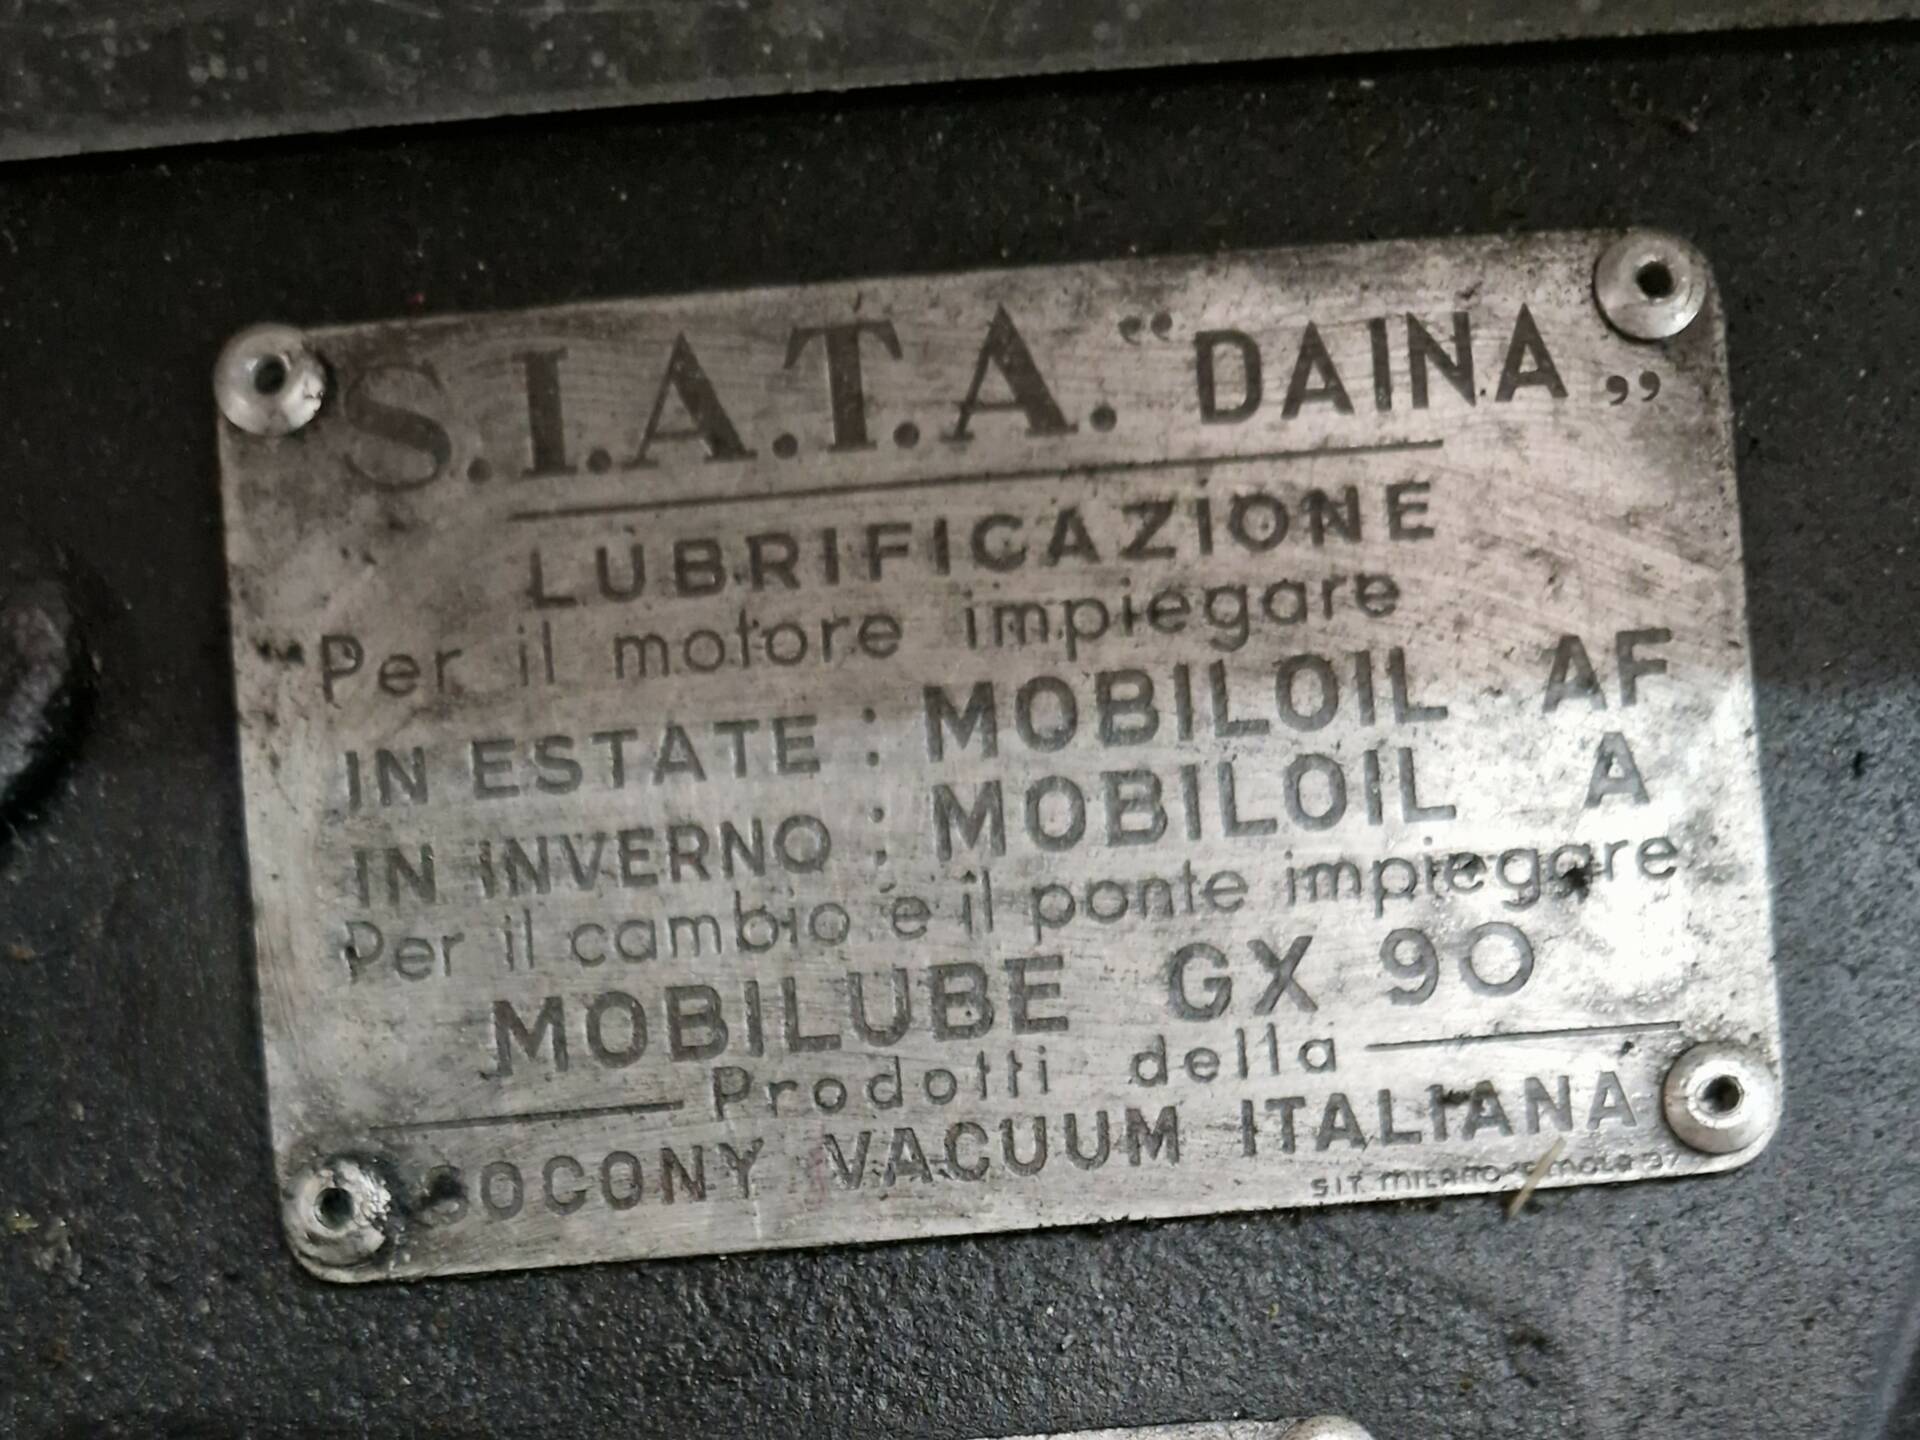 S.I.A.T.A. “DAINA„
LUBRIFICAZIONE
Per il motore impiegare
IN ESTATE : MOBILOIL AF
IN INVERNO : MOBILOIL A
Per il cambio e il ponte impiegare
MOBILUBE GX 90
Prodotti della
SOCONY VACUUM ITALIANA
S.I.T. MILANO